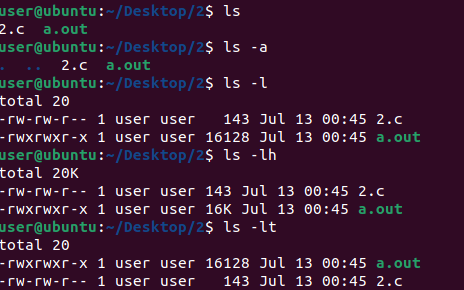 user@ubuntu:~/Desktop/2$ ls
2.c  a.out
user@ubuntu:~/Desktop/2$ ls -a
.  ..  2.c  a.out
user@ubuntu:~/Desktop/2$ ls -l
total 20
-rw-rw-r-- 1 user user   143 Jul 13 00:45 2.c
-rwxrwxr-x 1 user user 16128 Jul 13 00:45 a.out
user@ubuntu:~/Desktop/2$ ls -lh
total 20K
-rw-rw-r-- 1 user user 143 Jul 13 00:45 2.c
-rwxrwxr-x 1 user user 16K Jul 13 00:45 a.out
user@ubuntu:~/Desktop/2$ ls -lt
total 20
-rwxrwxr-x 1 user user 16128 Jul 13 00:45 a.out
-rw-rw-r-- 1 user user   143 Jul 13 00:45 2.c